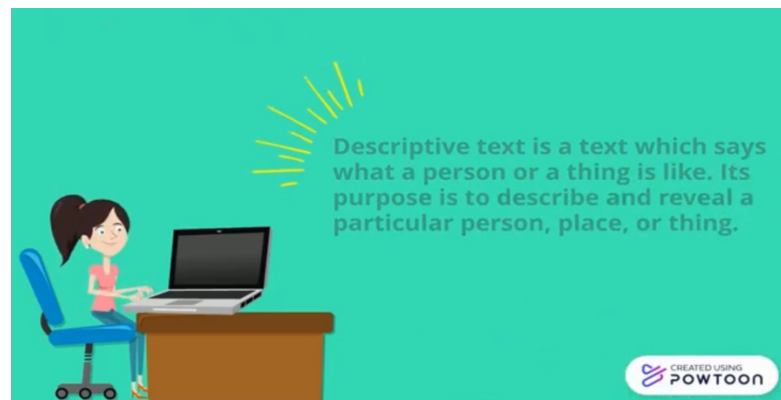 Descriptive text is a text which says
what a person or a thing is like. Its
purpose is to describe and reveal a
particular person, place, or thing.
CREATED USING
POWTOON